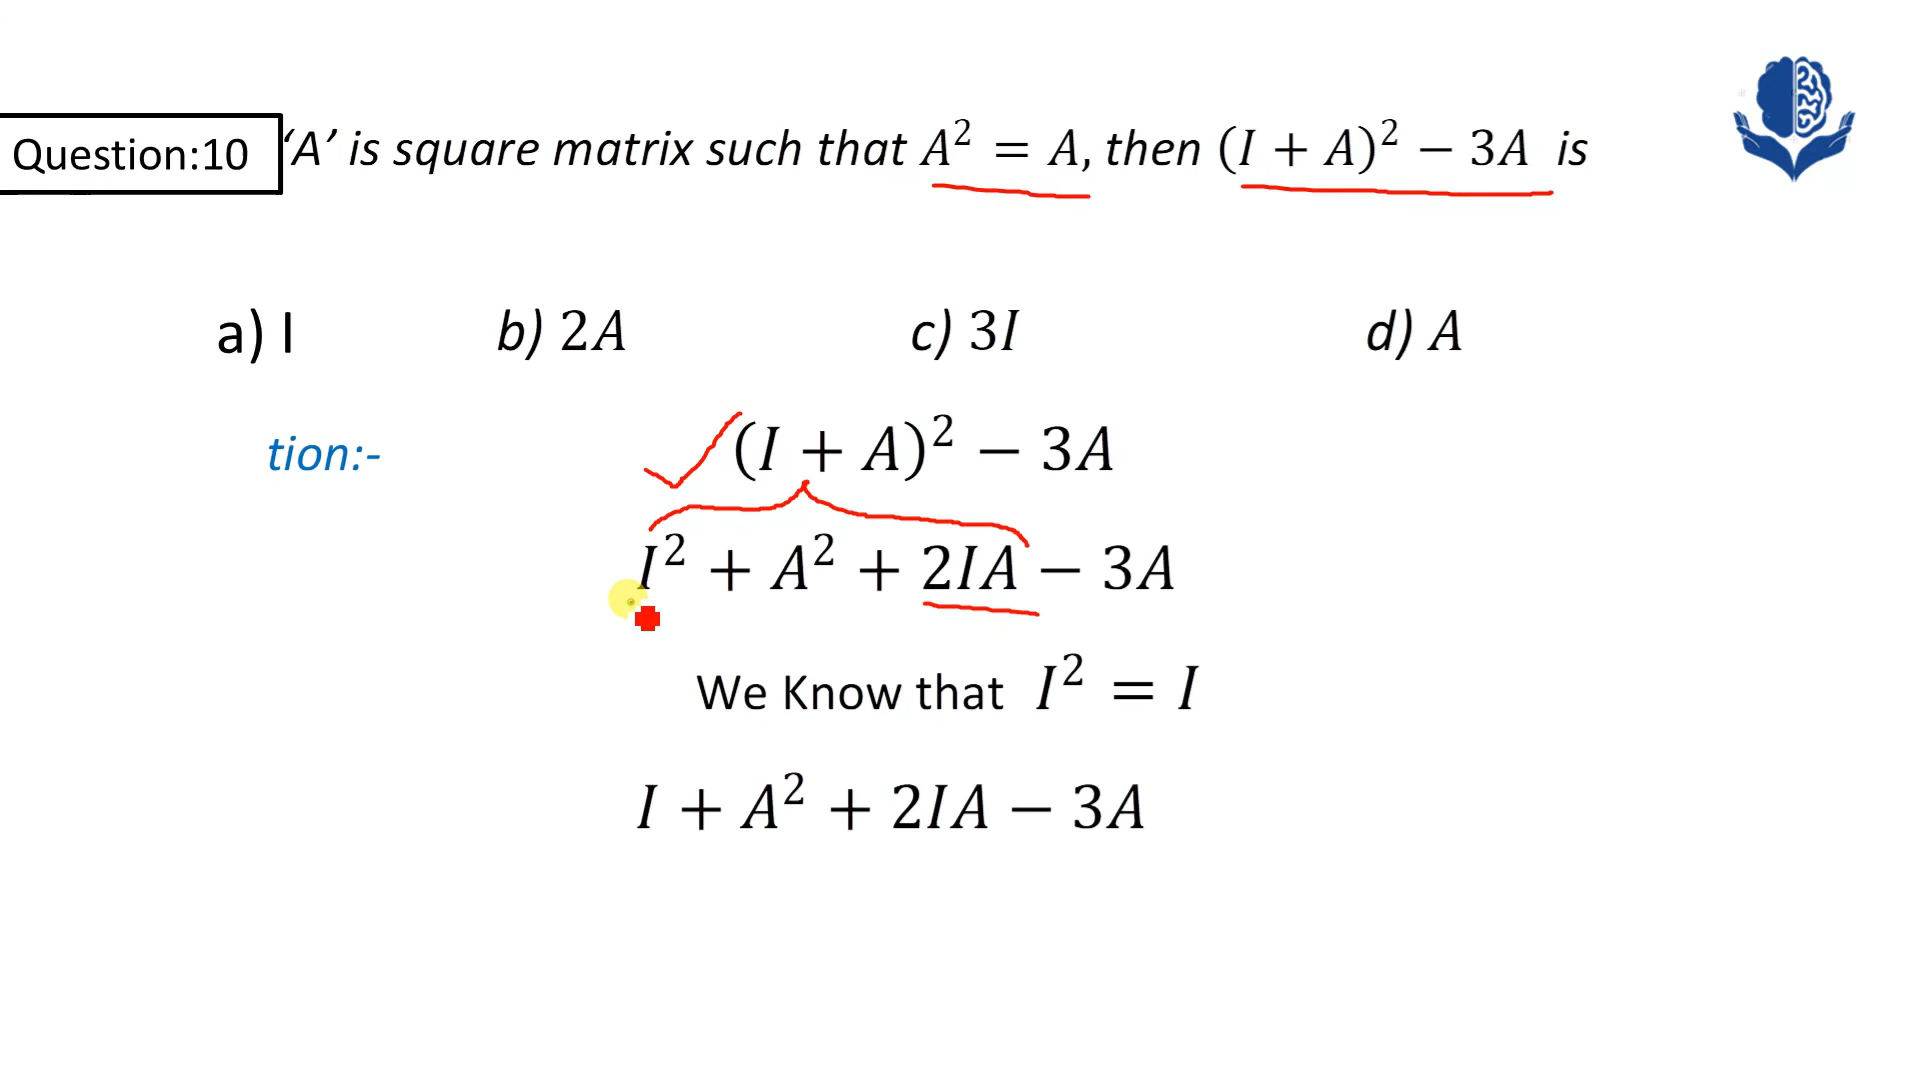 Question:10 ‘A’ is square matrix such that A² = A, then (I + A)² − 3A is
a) I b) 2A c) 3I d) A
tion:- (I + A)² − 3A
I² + A² + 2IA − 3A
We Know that I² = I
I + A² + 2IA − 3A